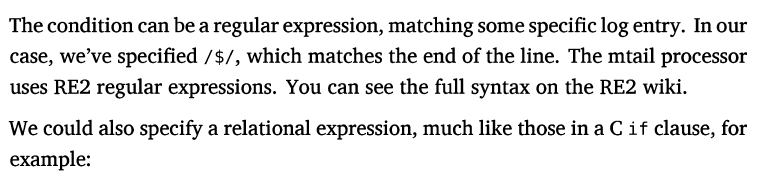 The condition can be a regular expression, matching some specific log entry. In our
case, we’ve specified /$/, which matches the end of the line. The mtail processor
uses RE2 regular expressions. You can see the full syntax on the RE2 wiki.
We could also specify a relational expression, much like those in a C if clause, for
example: